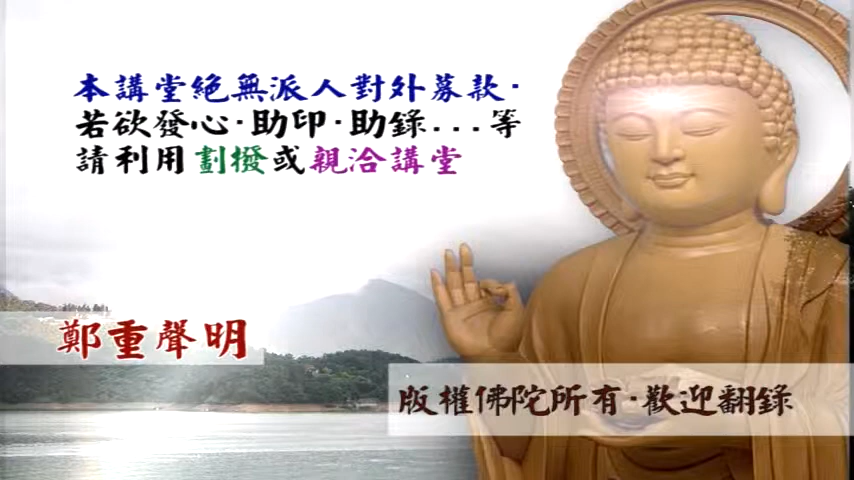 本講堂絕無派人對外募款·
若欲發心·助印·助錄...等
請利用劃撥或親洽講堂
鄭重聲明
版權佛陀所有·歡迎翻錄